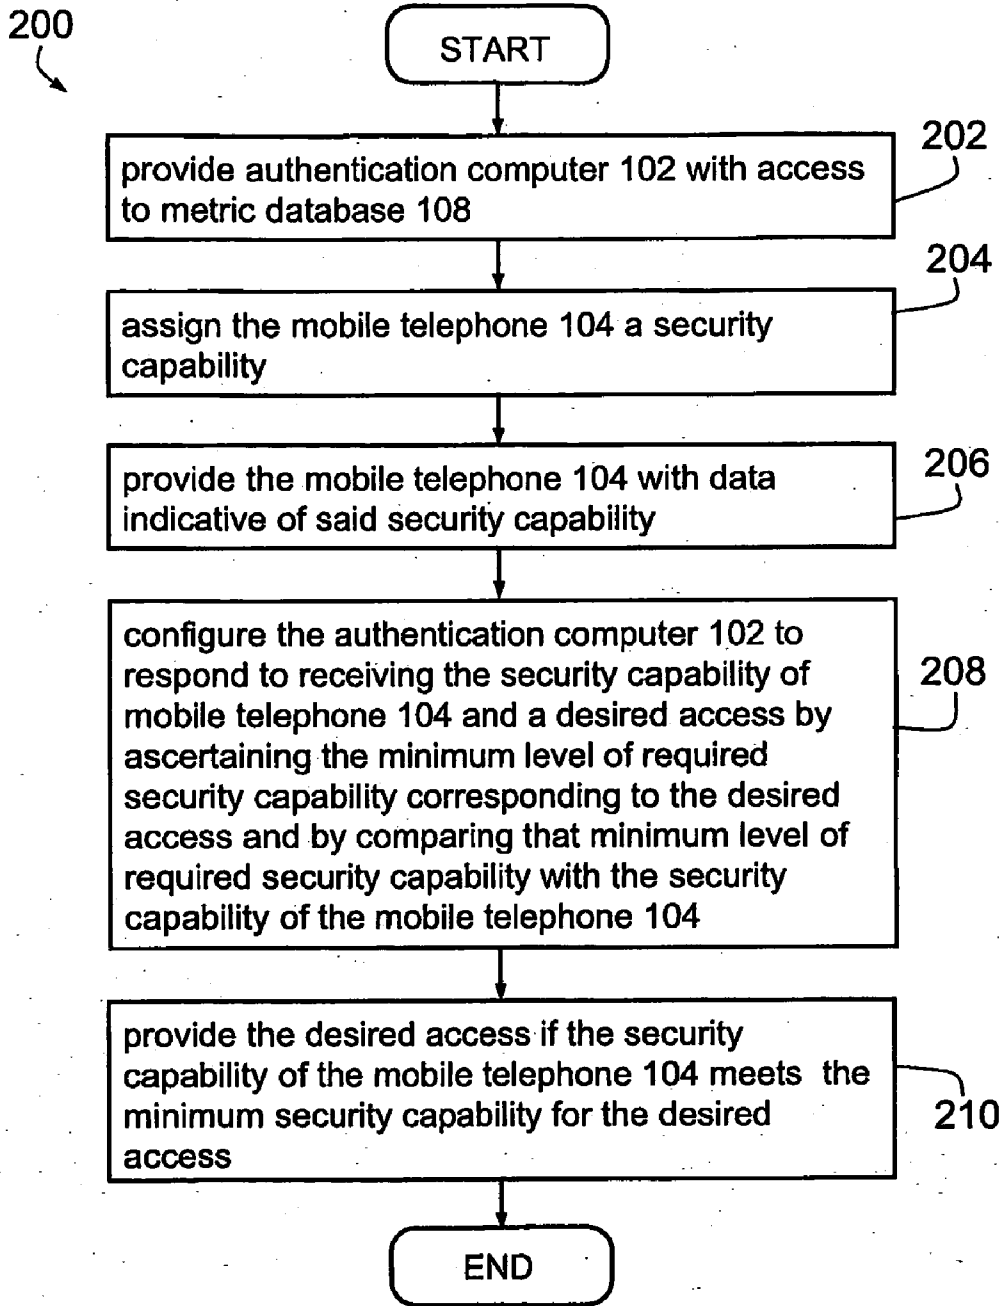 200
START
202
provide authentication computer 102 with access
to metric database 108
204
assign the mobile telephone 104 a security
capability
206
provide the mobile telephone 104 with data
indicative of said security capability
configure the authentication computer 102 to
respond to receiving the security capability of
mobile telephone 104 and a desired access by
ascertaining the minimum level of required
security capability corresponding to the desired
access and by comparing that minimum level of
required security capability with the security
capability of the mobile telephone 104
208
provide the desired access if the security
capability of the mobile telephone 104 meets the
minimum security capability for the desired
access
210
END